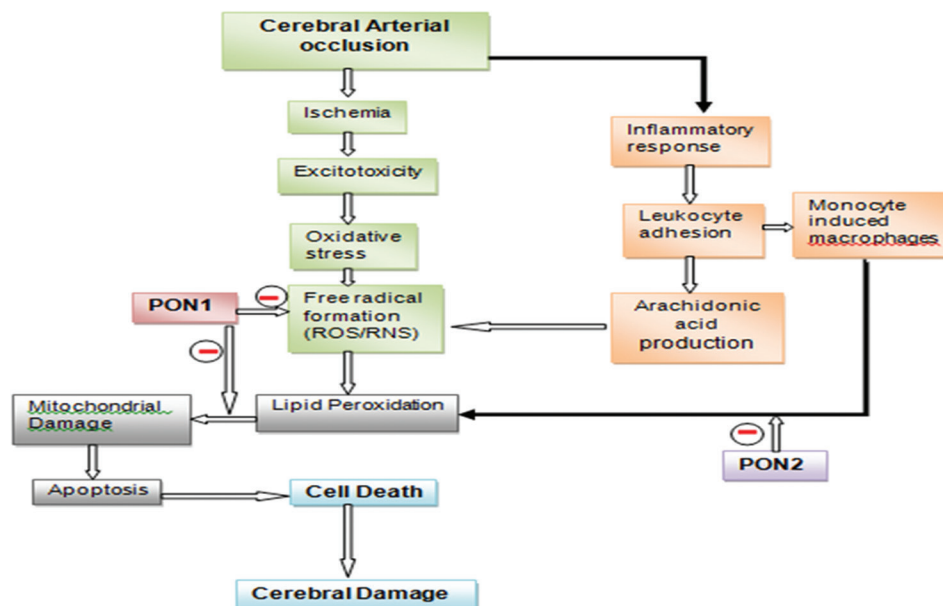 Cerebral Arterial
occlusion
Ischemia
Inflammatory
response
Excitotoxicity
Leukocyte
adhesion
Monocyte
induced
macrophages
Oxidative
stress
PON1
Free radical
formation
(ROS/RNS)
Arachidonic
acid
production
Mitochondrial
Damage
Lipid Peroxidation
PON2
Apoptosis
Cell Death
Cerebral Damage